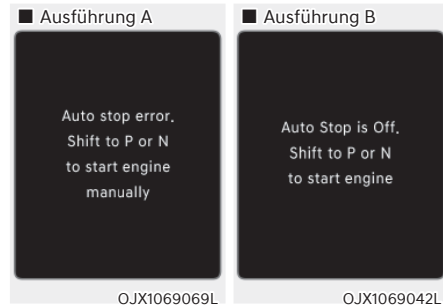 ■ Ausführung A
Auto stop error.
Shift to P or N
to start engine
manually
OJX1069069L
■ Ausführung B
Auto Stop is Off.
Shift to P or N
to start engine
OJX1069042L